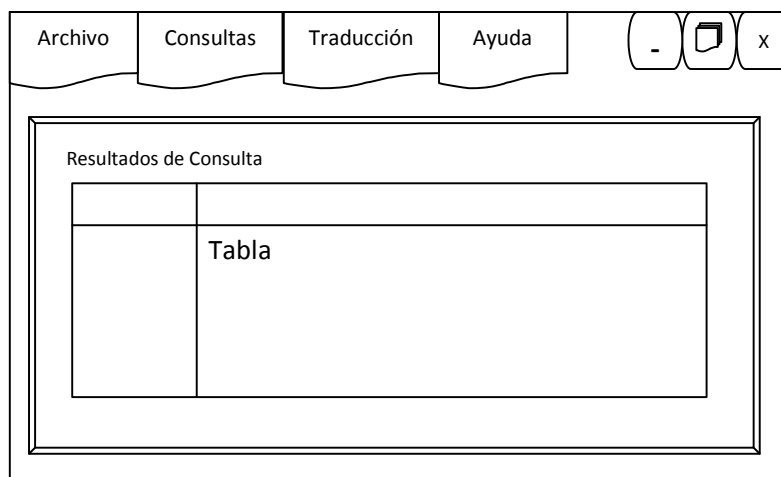 Archivo Consultas Traducción Ayuda - X
Resultados de Consulta
Tabla